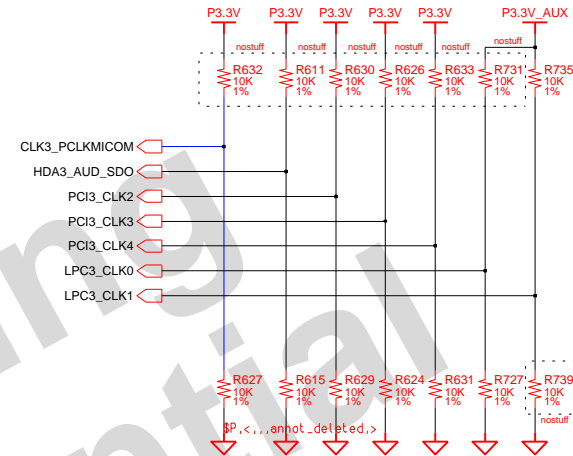 P3.3V P3.3V P3.3V P3.3V P3.3V P3.3V_AUX
nostuff nostuff nostuff nostuff nostuff nostuff
R632 R611 R630 R626 R633 R731 R735
10K 10K 10K 10K 10K 10K 10K
1% 1% 1% 1% 1% 1% 1%
CLK3_PCLKMICOM
HDA3_AUD_SDO
PCI3_CLK2
PCI3_CLK3
PCI3_CLK4
LPC3_CLK0
LPC3_CLK1
R627 R615 R629 R624 R631 R727 R739
10K 10K 10K 10K 10K 10K 10K
1% 1% 1% 1% 1% 1% 1%
nostuff
$P,<,,,annot_deleted,>
ing
ntial